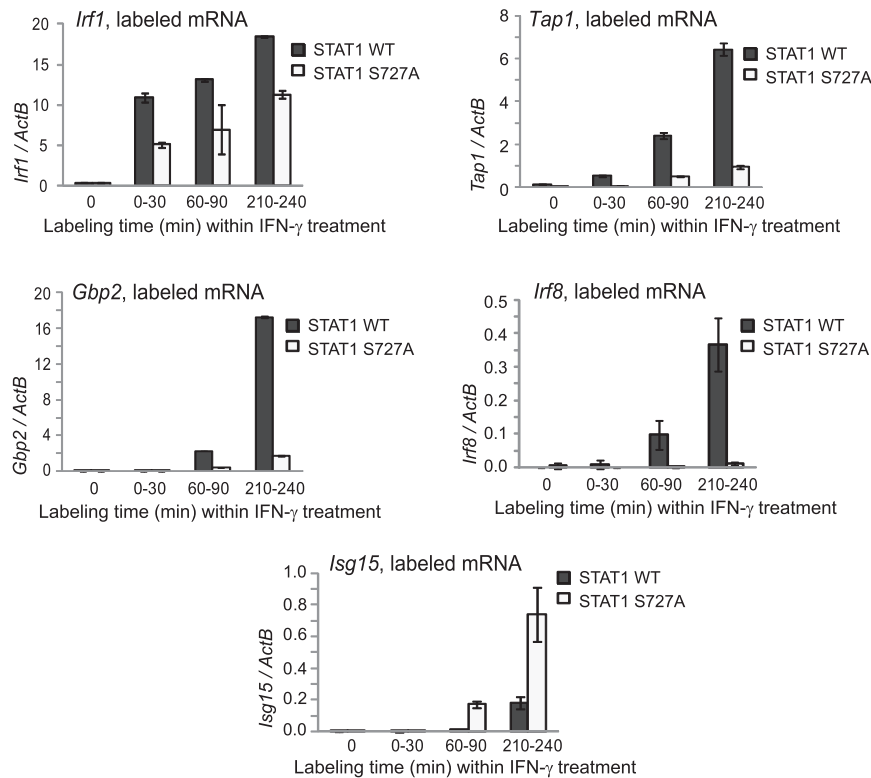 Irf1, labeled mRNA
STAT1 WT
STAT1 S727A
20
15
10
5
0
Irf1 / ActB
0 0-30 60-90 210-240
Labeling time (min) within IFN-γ treatment
Tap1, labeled mRNA
STAT1 WT
STAT1 S727A
8
6
4
2
0
Tap1 / ActB
0 0-30 60-90 210-240
Labeling time (min) within IFN-γ treatment
Gbp2, labeled mRNA
STAT1 WT
STAT1 S727A
20
16
12
8
4
0
Gbp2 / ActB
0 0-30 60-90 210-240
Labeling time (min) within IFN-γ treatment
Irf8, labeled mRNA
STAT1 WT
STAT1 S727A
0.5
0.4
0.3
0.2
0.1
0.0
Irf8 / ActB
0 0-30 60-90 210-240
Labeling time (min) within IFN-γ treatment
Isg15, labeled mRNA
STAT1 WT
STAT1 S727A
1.0
0.8
0.6
0.4
0.2
0.0
Isg15 / ActB
0 0-30 60-90 210-240
Labeling time (min) within IFN-γ treatment